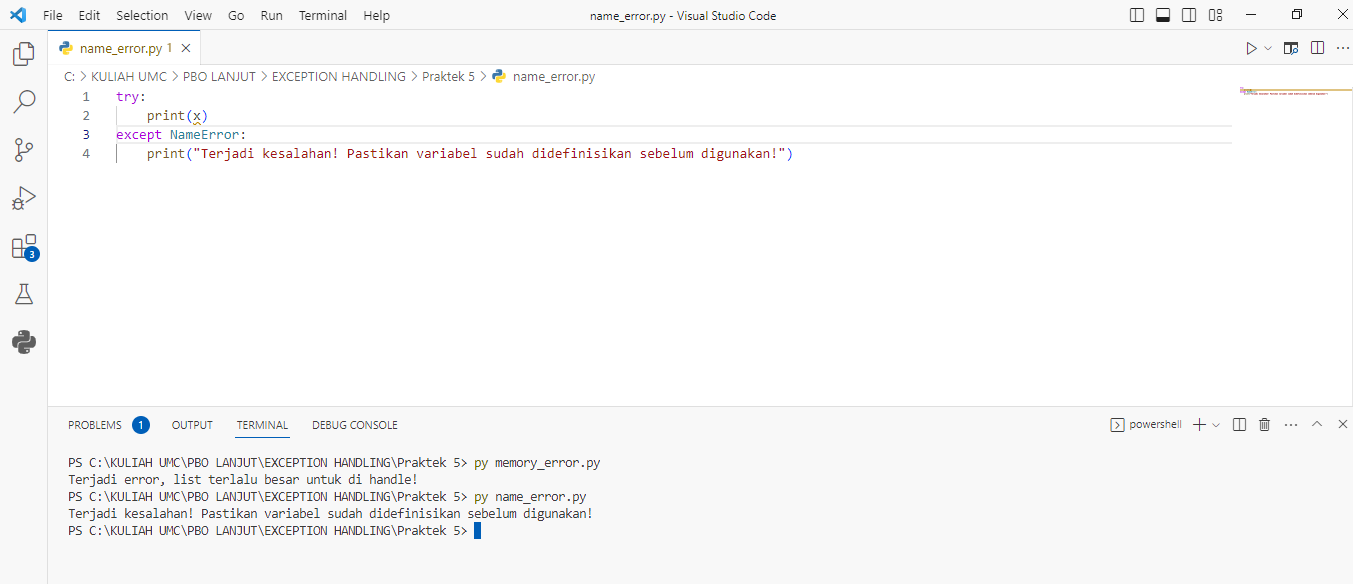 File Edit Selection View Go Run Terminal Help name_error.py - Visual Studio Code
name_error.py 1
C: > KULIAH UMC > PBO LANJUT > EXCEPTION HANDLING > Praktek 5 > name_error.py
1 try:
2     print(x)
3 except NameError:
4     print("Terjadi kesalahan! Pastikan variabel sudah didefinisikan sebelum digunakan!")
3
PROBLEMS 1 OUTPUT TERMINAL DEBUG CONSOLE powershell
PS C:\KULIAH UMC\PBO LANJUT\EXCEPTION HANDLING\Praktek 5> py memory_error.py
Terjadi error, list terlalu besar untuk di handle!
PS C:\KULIAH UMC\PBO LANJUT\EXCEPTION HANDLING\Praktek 5> py name_error.py
Terjadi kesalahan! Pastikan variabel sudah didefinisikan sebelum digunakan!
PS C:\KULIAH UMC\PBO LANJUT\EXCEPTION HANDLING\Praktek 5>